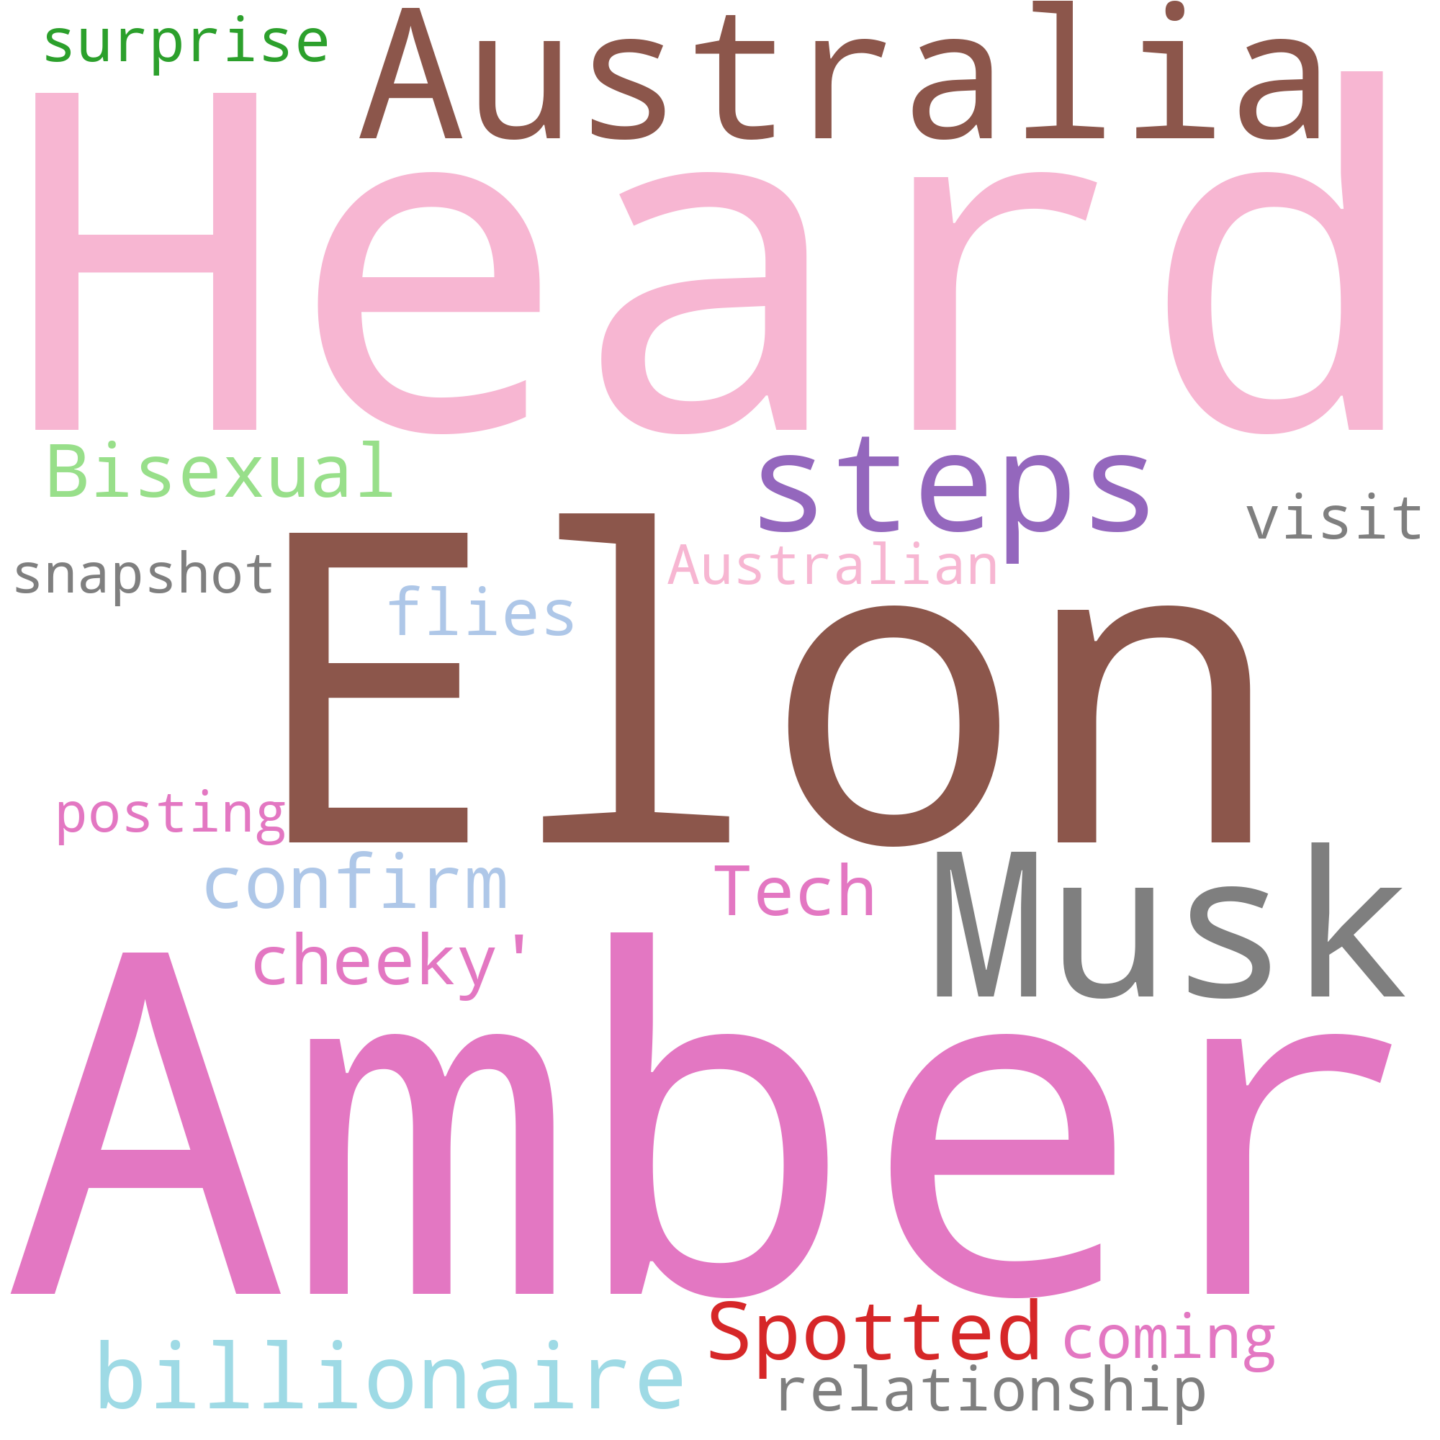 surprise
Australia
Heard
Bisexual
steps
visit
snapshot
Australian
flies
Elon
posting
confirm
Tech
Musk
cheeky'
Amber
Spotted
coming
billionaire
relationship